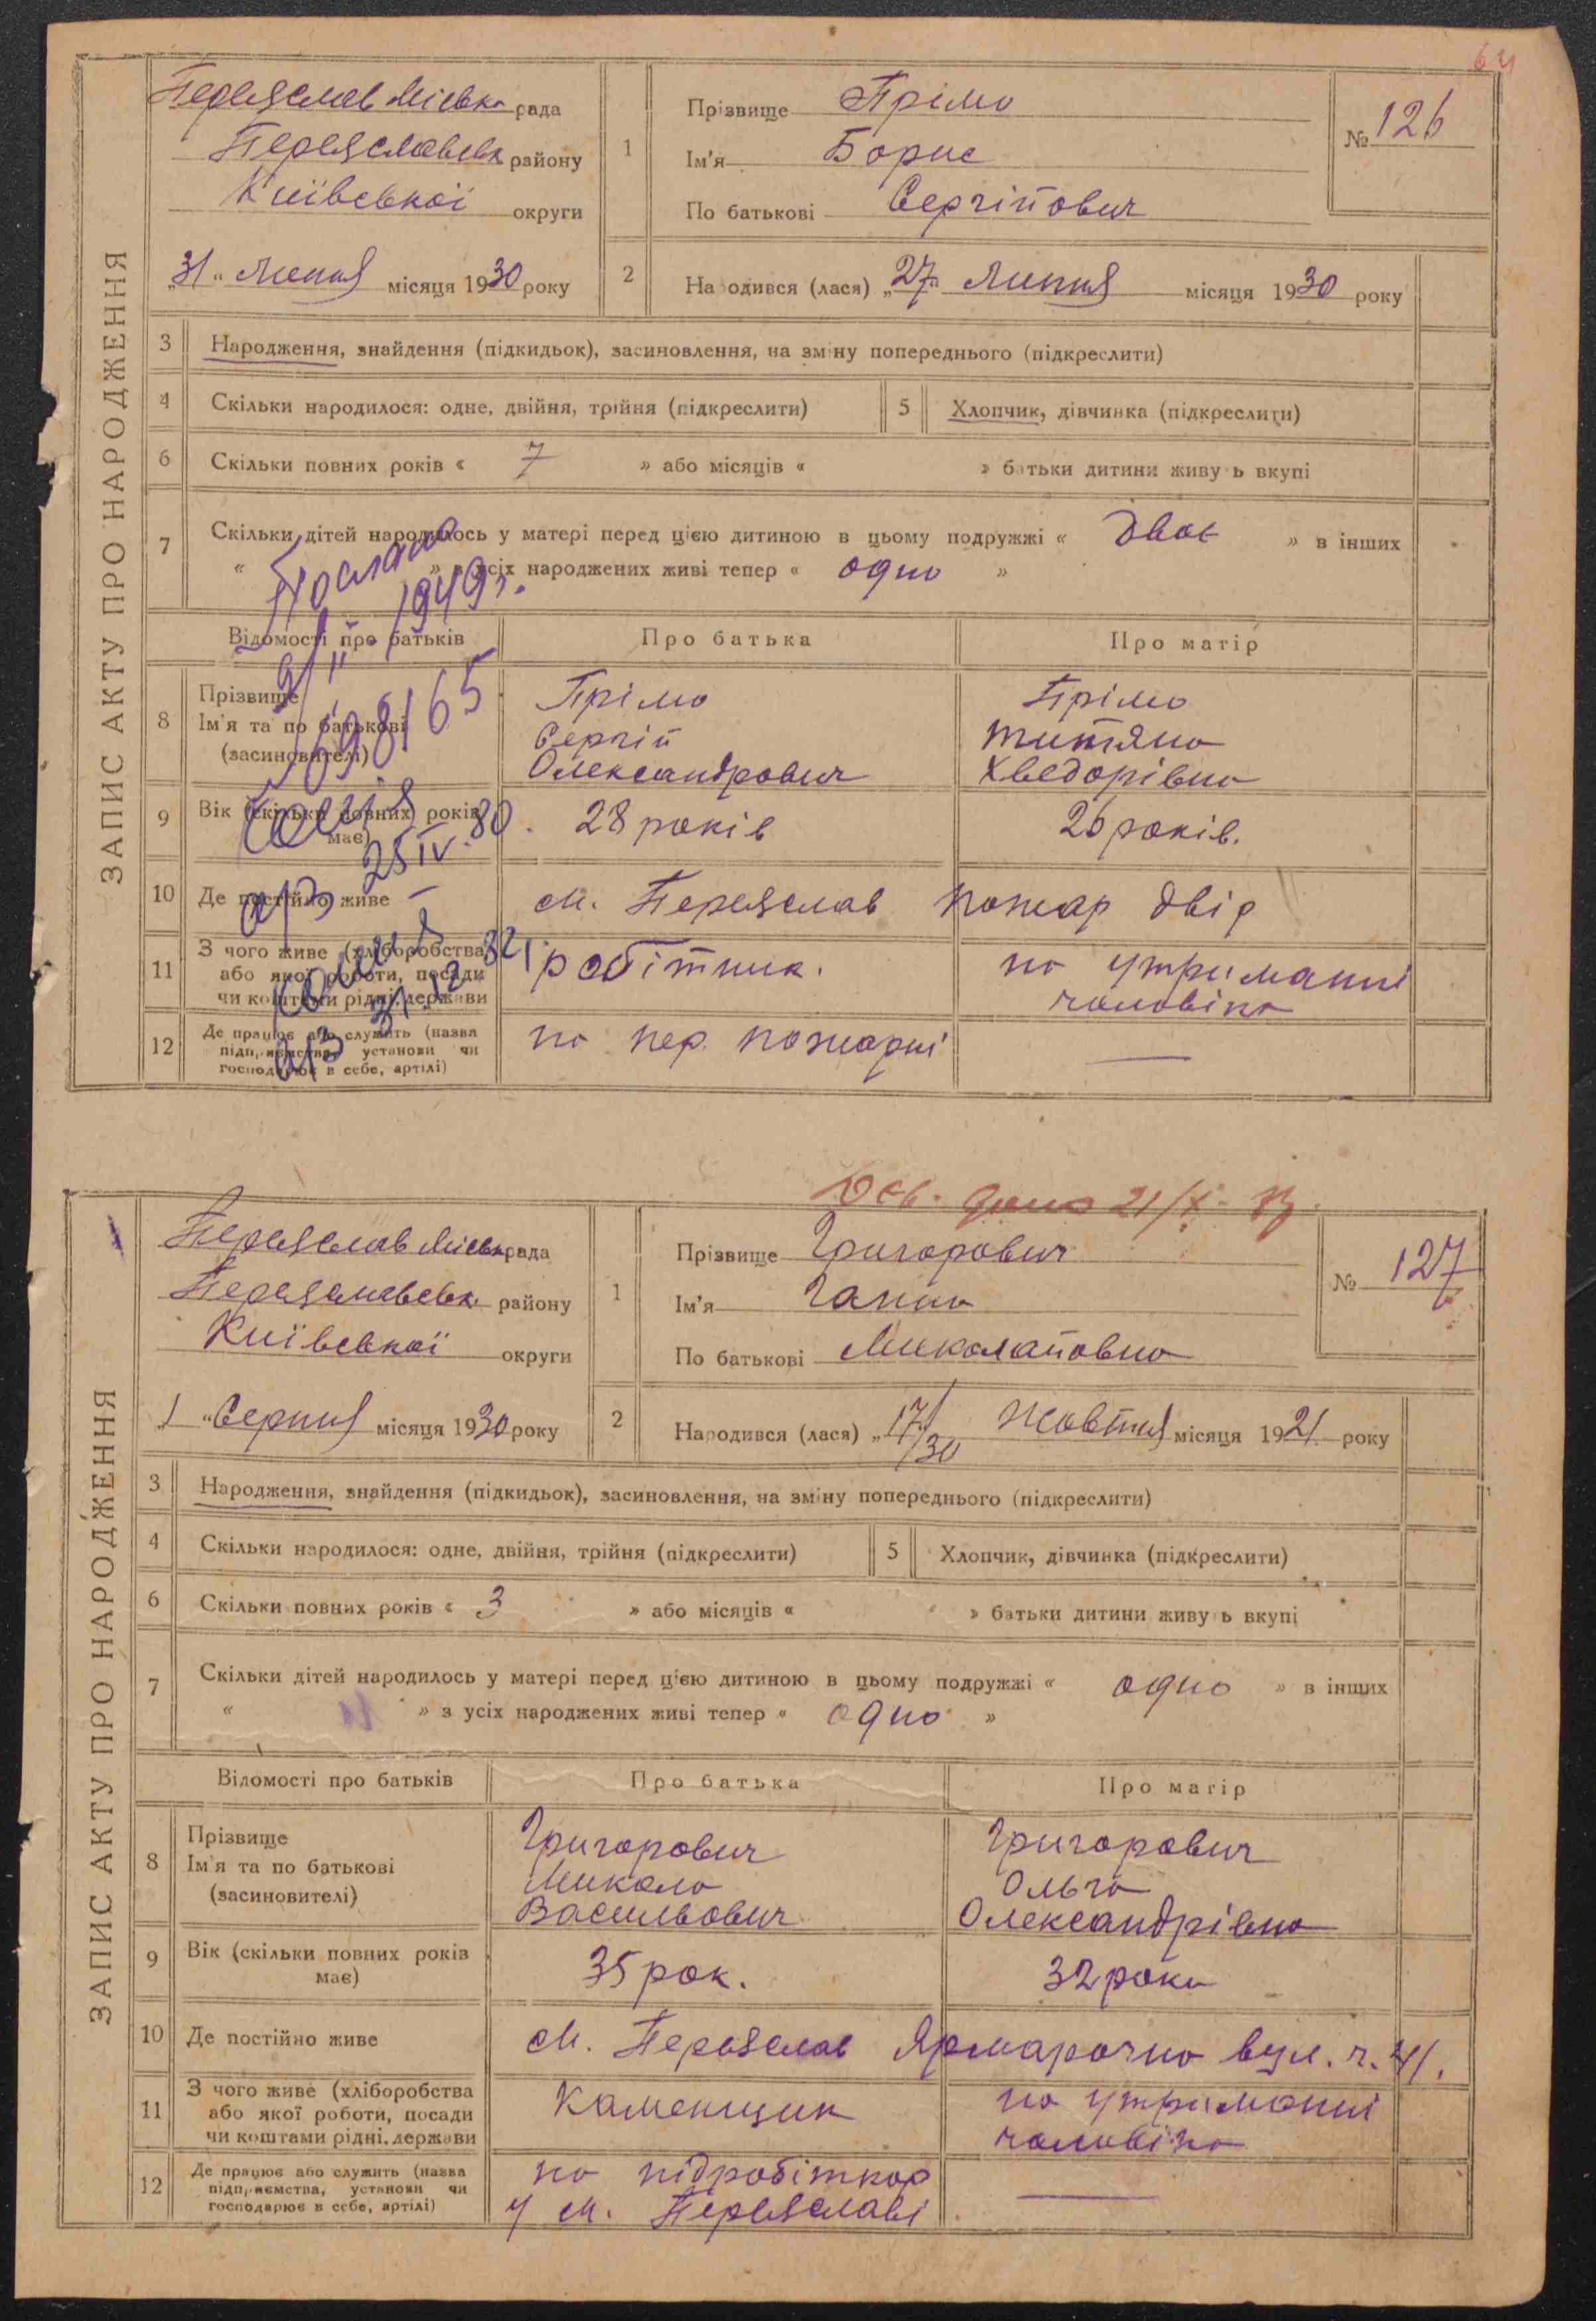 64
ЗАПИС АКТУ ПРО НАРОДЖЕННЯ
Переяслав Міська рада
Переяславськ району
Київської округи
„31“ Липня місяця 1930 року
1
Прізвище Прімо
Ім'я Борис
По батькові Сергійович
№ 126
2 Народився (лася) „27“ Липня місяця 1930 року
3 Народження, знайдення (підкидьок), засиновлення, на зміну попереднього (підкреслити)
4 Скільки народилося: одне, двійня, трійня (підкреслити)
5 Хлопчик, дівчинка (підкреслити)
6 Скільки повних років « 7 » або місяців « » батьки дитини живуть вкупі
7 Скільки дітей народилось у матері перед цією дитиною в цьому подружжі « двоє » в інших
« » з усіх народжених живі тепер « одно »
Послано
1949 г.
Відомості про батьків
Про батька
Про матір
8 Прізвище
Ім'я та по батькові
(засиновителі)
Прімо
Сергій
Олександрович
Прімо
Титяна
Хведорівна
698165
9 Вік (скільки повних років
має)
28 років
26 років.
Копія
25 IV. 80.
10 Де постійно живе
м. Переяслав пожар двір
11 З чого живе (хліборобства
або якої роботи, посади
чи коштами рідні, держави
робітник.
на утриманні
чоловіка
Копия
12 Де працює або служить (назва
підприємства, установи чи
господарює в себе, артілі)
на пер. пожарні
—
ЗАПИС АКТУ ПРО НАРОДЖЕННЯ
Переяслав Міськ рада
Переяславськ. району
Київської округи
„1“ Серпня місяця 1930 року
1
Прізвище Григорович
Ім'я Ганна
По батькові Миколаївна
№ 127
2 Народився (лася) „17/30 Жовтня місяця 1921 року
3 Народження, знайдення (підкидьок), засиновлення, на зміну попереднього (підкреслити)
4 Скільки народилося: одне, двійня, трійня (підкреслити)
5 Хлопчик, дівчинка (підкреслити)
6 Скільки повних років « 3 » або місяців « » батьки дитини живуть вкупі
7 Скільки дітей народилось у матері перед цією дитиною в цьому подружжі « одно » в інших
« » з усіх народжених живі тепер « одно »
Відомості про батьків
Про батька
Про матір
8 Прізвище
Ім'я та по батькові
(засиновителі)
Григорович
Микола
Васильович
Григорович
Ольга
Олександрівна
9 Вік (скільки повних років
має)
35 рок.
32 роки
10 Де постійно живе
м. Переяслав Ярмарочна вул. ч. 41.
11 З чого живе (хліборобства
або якої роботи, посади
чи коштами рідні, держави
Каменщик
на утриманні
чоловіка
12 Де працює або служить (назва
підприємства, установи чи
господарює в себе, артілі)
на підробітках
у м. Переяславі
—